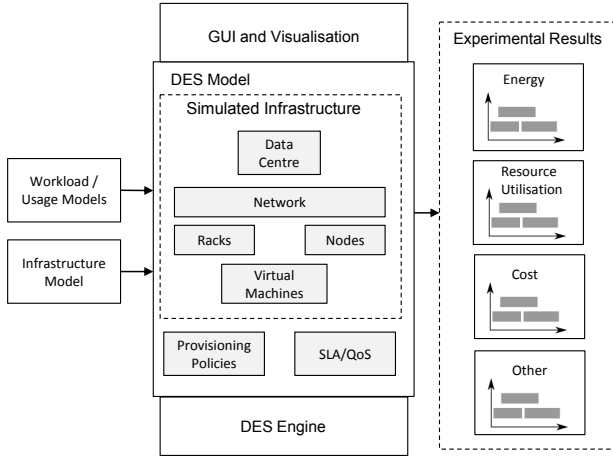 GUI and Visualisation
DES Model
Simulated Infrastructure
Data
Centre
Network
Racks
Nodes
Virtual
Machines
Provisioning
Policies
SLA/QoS
DES Engine
Workload /
Usage Models
Infrastructure
Model
Experimental Results
Energy
Resource
Utilisation
Cost
Other